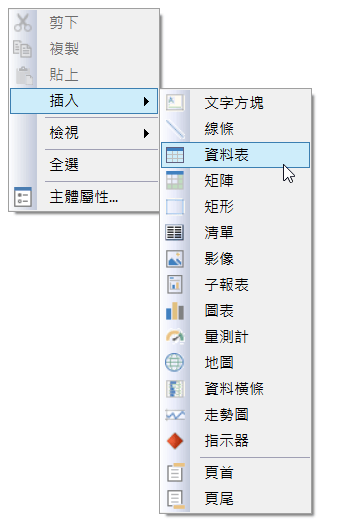 剪下
複製
貼上
插入
檢視
全選
主體屬性...
文字方塊
線條
資料表
矩陣
矩形
清單
影像
子報表
圖表
量測計
地圖
資料橫條
走勢圖
指示器
頁首
頁尾